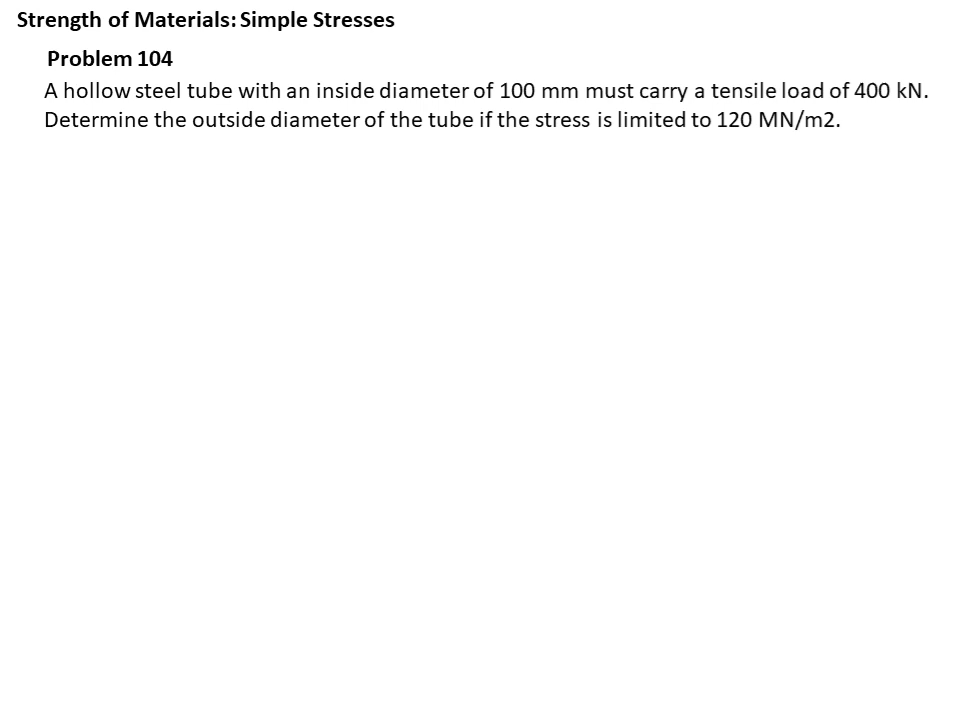 Strength of Materials: Simple Stresses
Problem 104
A hollow steel tube with an inside diameter of 100 mm must carry a tensile load of 400 kN.
Determine the outside diameter of the tube if the stress is limited to 120 MN/m2.